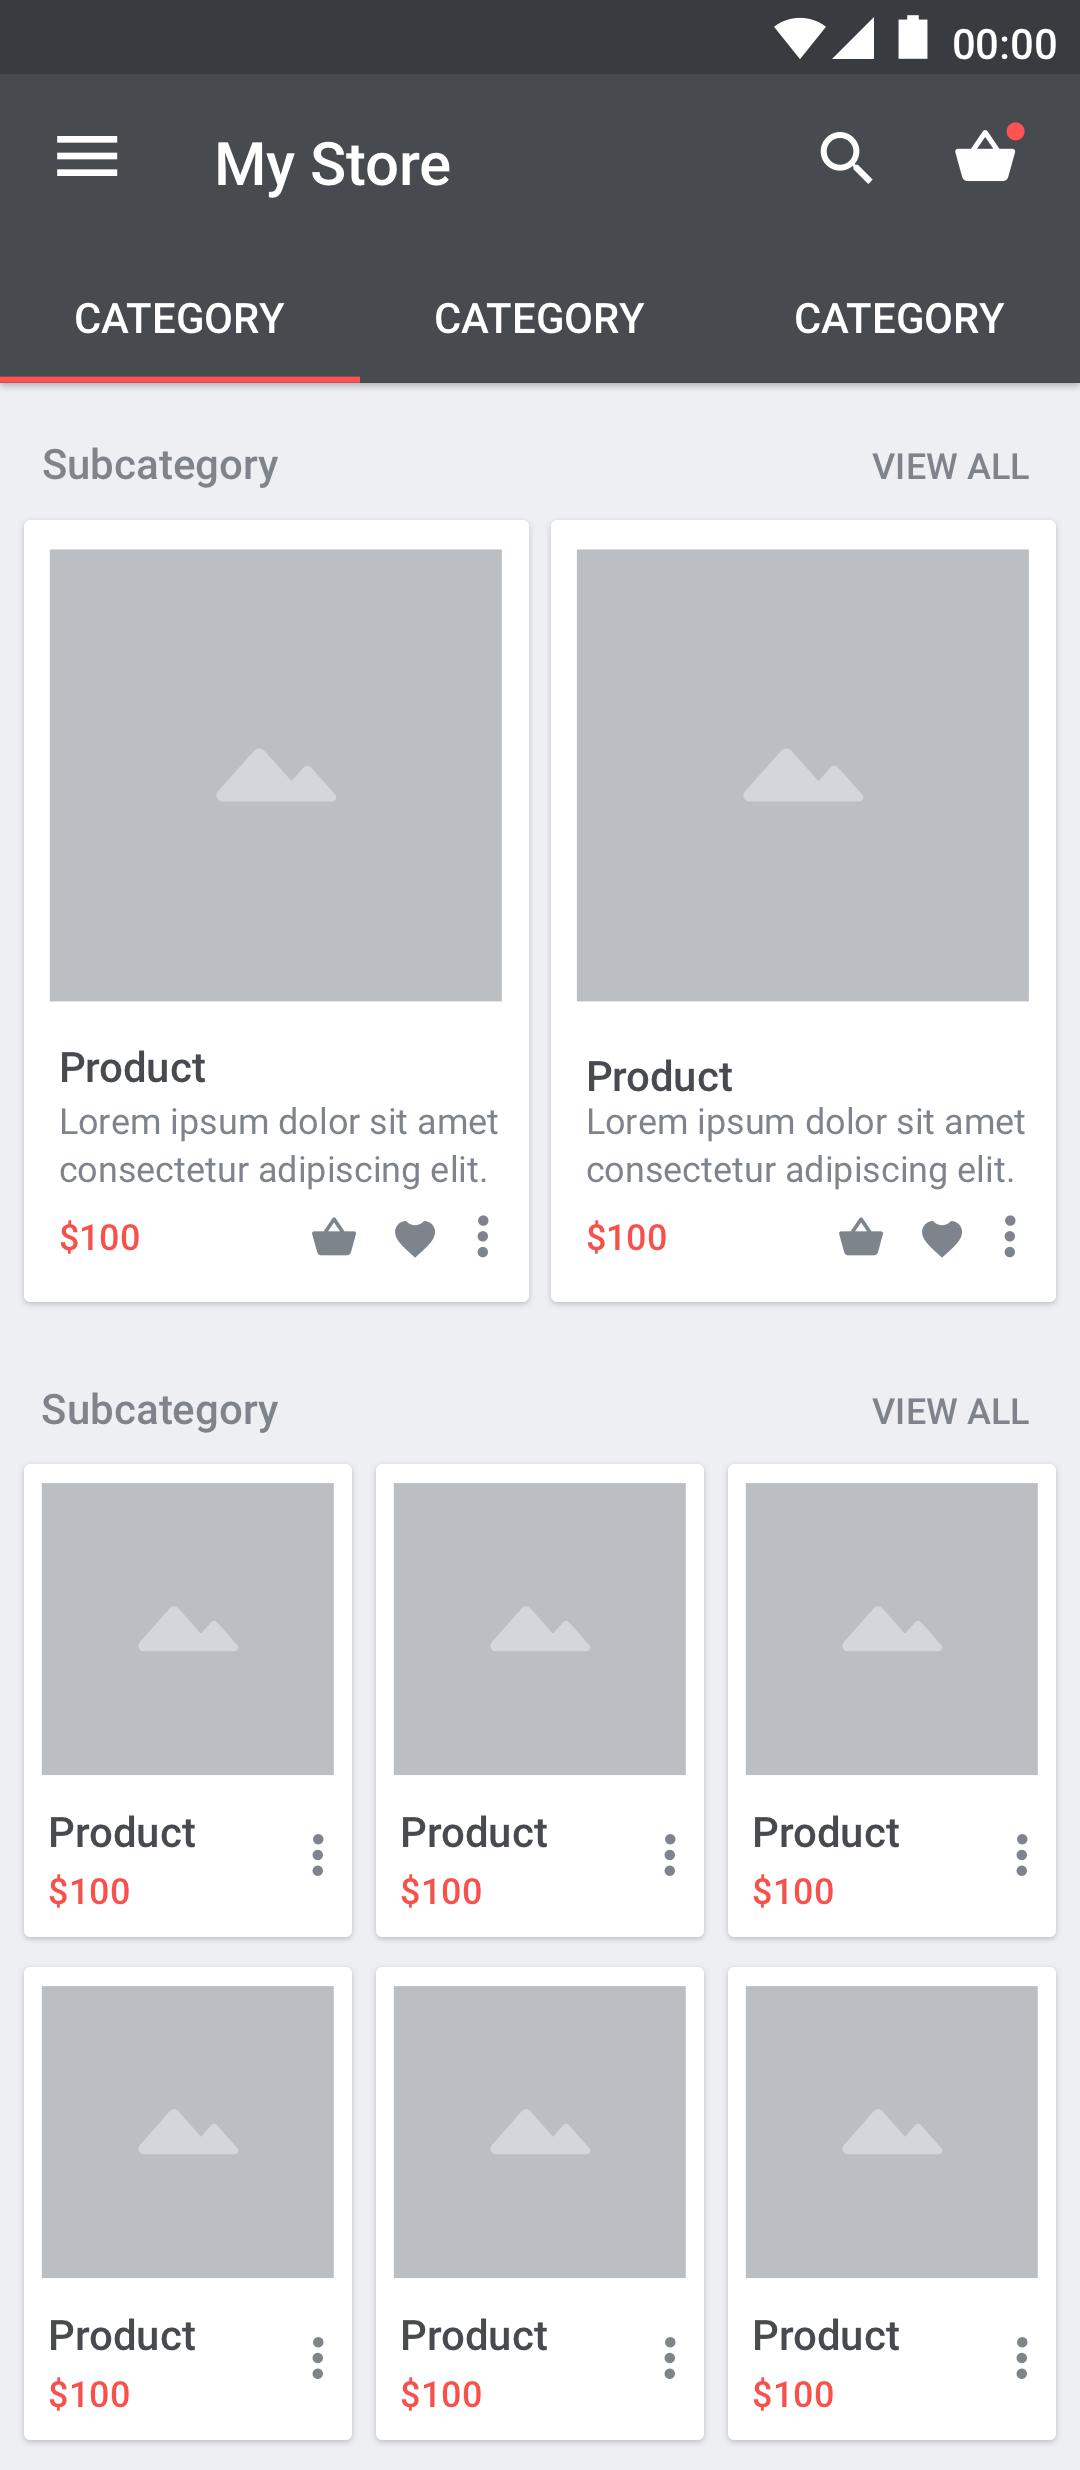 00:00
My Store
CATEGORY CATEGORY CATEGORY
Subcategory VIEW ALL
Product
Lorem ipsum dolor sit amet
consectetur adipiscing elit.
$100
Product
Lorem ipsum dolor sit amet
consectetur adipiscing elit.
$100
Subcategory VIEW ALL
Product
$100
Product
$100
Product
$100
Product
$100
Product
$100
Product
$100